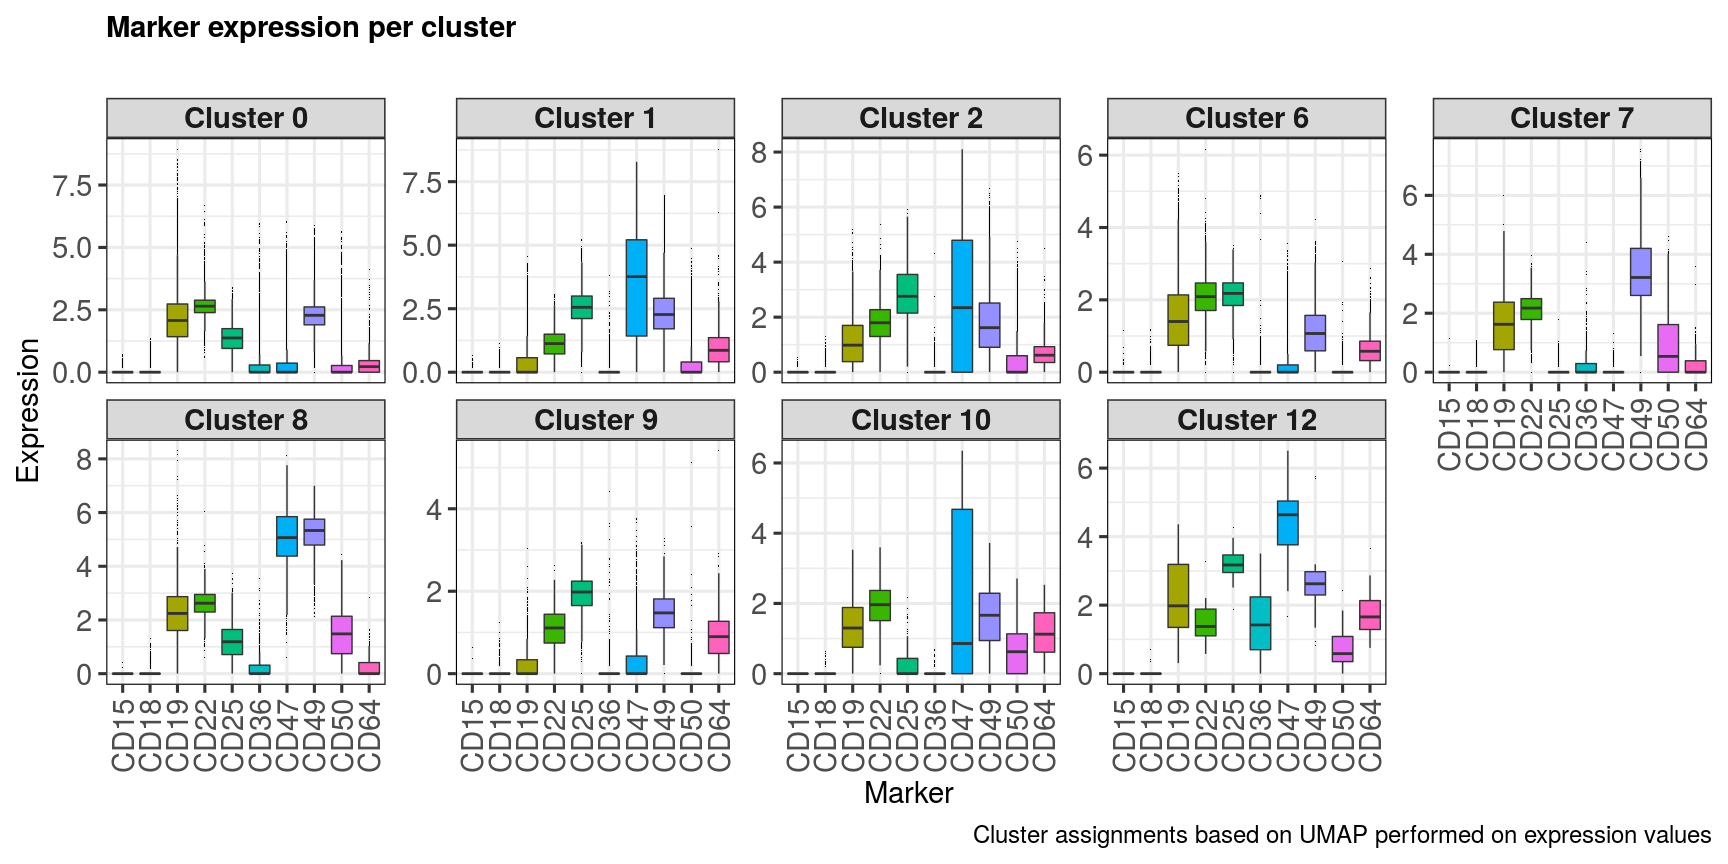 Marker expression per cluster
Cluster 0
Cluster 1
Cluster 2
Cluster 6
Cluster 7
7.5
5.0
2.5
0.0
7.5
5.0
2.5
0.0
8
6
4
2
0
6
4
2
0
6
4
2
0
CD15
CD18
CD19
CD22
CD25
CD36
CD47
CD49
CD50
CD64
Expression
Cluster 8
Cluster 9
Cluster 10
Cluster 12
8
6
4
2
0
4
2
0
6
4
2
0
6
4
2
0
CD15
CD18
CD19
CD22
CD25
CD36
CD47
CD49
CD50
CD64
CD15
CD18
CD19
CD22
CD25
CD36
CD47
CD49
CD50
CD64
CD15
CD18
CD19
CD22
CD25
CD36
CD47
CD49
CD50
CD64
CD15
CD18
CD19
CD22
CD25
CD36
CD47
CD49
CD50
CD64
Marker
Cluster assignments based on UMAP performed on expression values